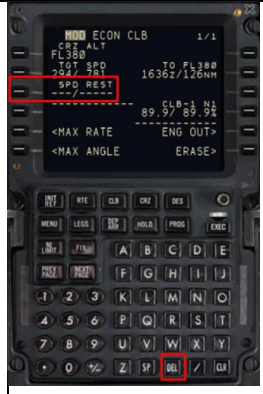 MOD ECON CLB 1/1
CRZ ALT
FL380
TGT SPD TO FL380
294/ 781 1636z/126NM
SPD REST
---/-----
------------ CLB-1 N1
89.9/ 89.9%
------------
<MAX RATE ENG OUT>
<MAX ANGLE ERASE>
INIT REF RTE CLB CRZ DES
MENU LEGS DEP ARR HOLD PROG EXEC
N1 LIMIT FIX A B C D E
PREV PAGE NEXT PAGE F G H I J
1 2 3 K L M N O
4 5 6 P Q R S T
7 8 9 U V W X Y
. 0 +/- Z SP DEL / CLR